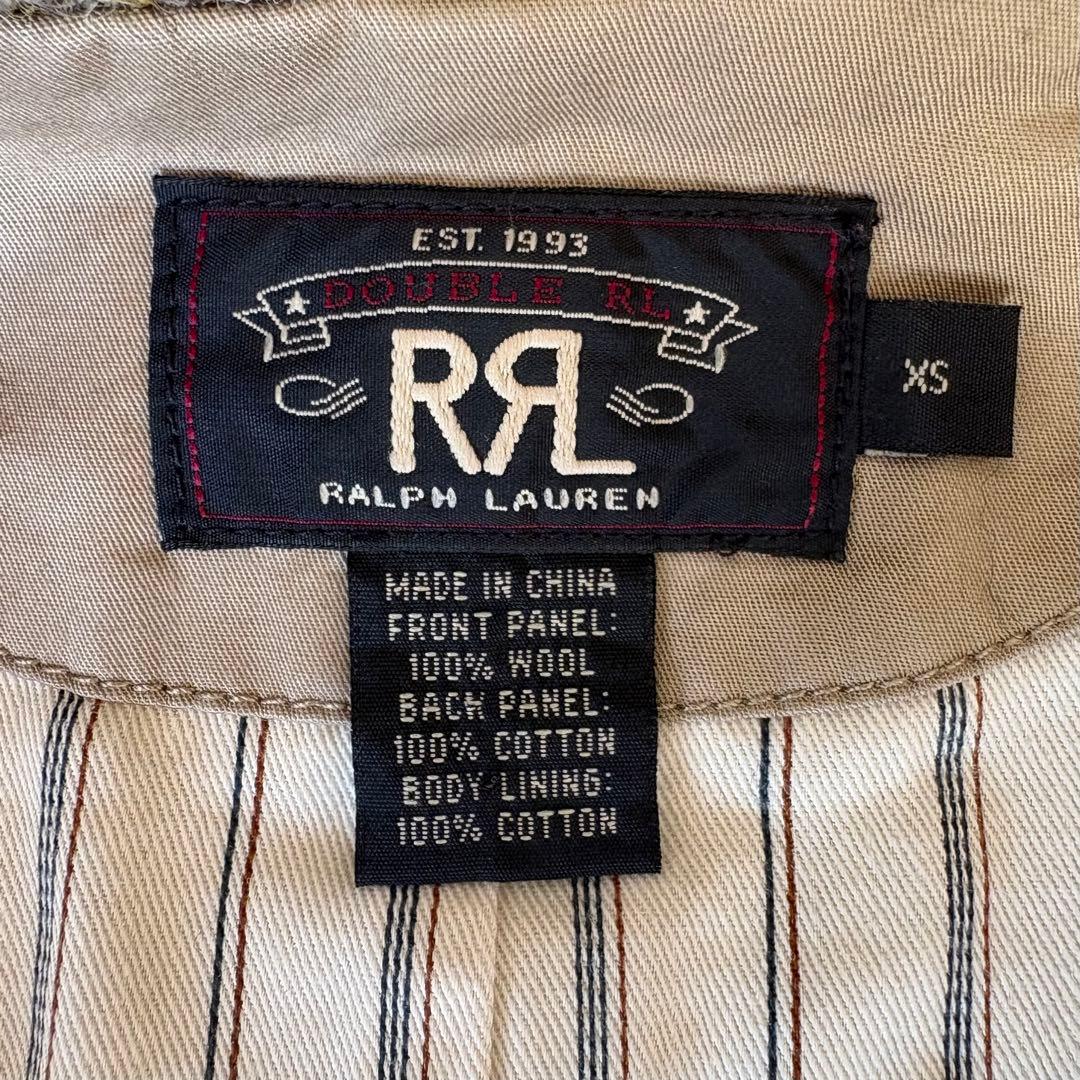 EST. 1993
DOUBLE RL
RRL
RALPH LAUREN
XS
MADE IN CHINA
FRONT PANEL:
100% WOOL
BACK PANEL:
100% COTTON
BODY LINING:
100% COTTON